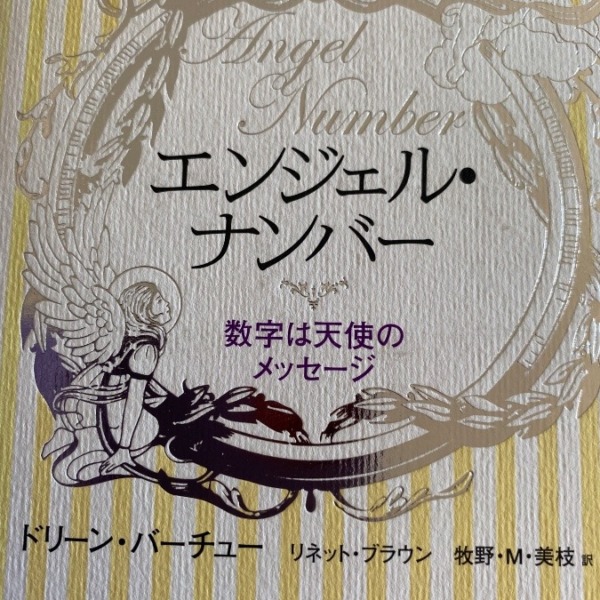 Angel
Number
エンジェル・
ナンバー
数字は天使の
メッセージ
ドリーン・バーチュー リネット・ブラウン 牧野・M・美枝 訳